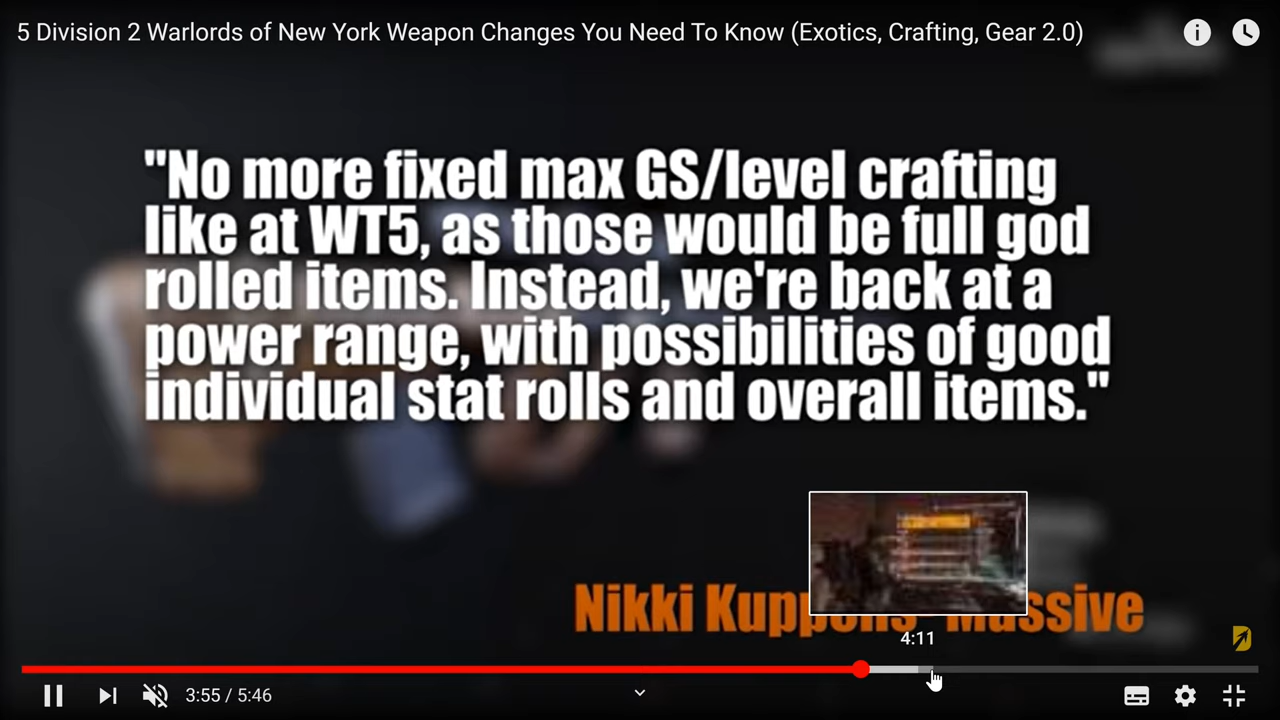 5 Division 2 Warlords of New York Weapon Changes You Need To Know (Exotics, Crafting, Gear 2.0)
"No more fixed max GS/level crafting
like at WT5, as those would be full god
rolled items. Instead, we're back at a
power range, with possibilities of good
individual stat rolls and overall items."
Nikki
4:11
3:55 / 5:46